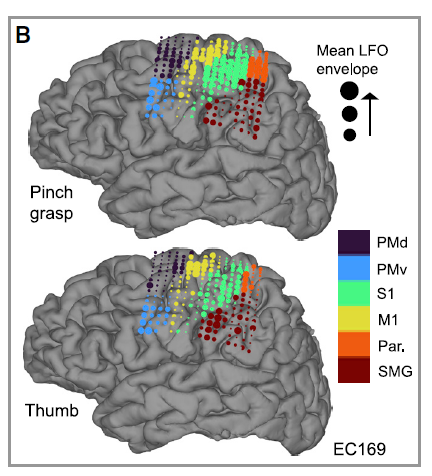 B
Mean LFO
envelope
Pinch
grasp
PMd
PMv
S1
M1
Par.
SMG
Thumb
EC169